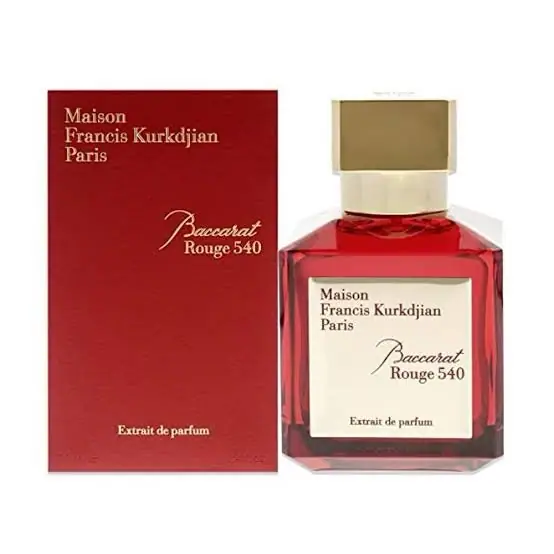 Maison
Francis Kurkdjian
Paris
Baccarat
Rouge 540
Extrait de parfum
Maison
Francis Kurkdjian
Paris
Baccarat
Rouge 540
Extrait de parfum